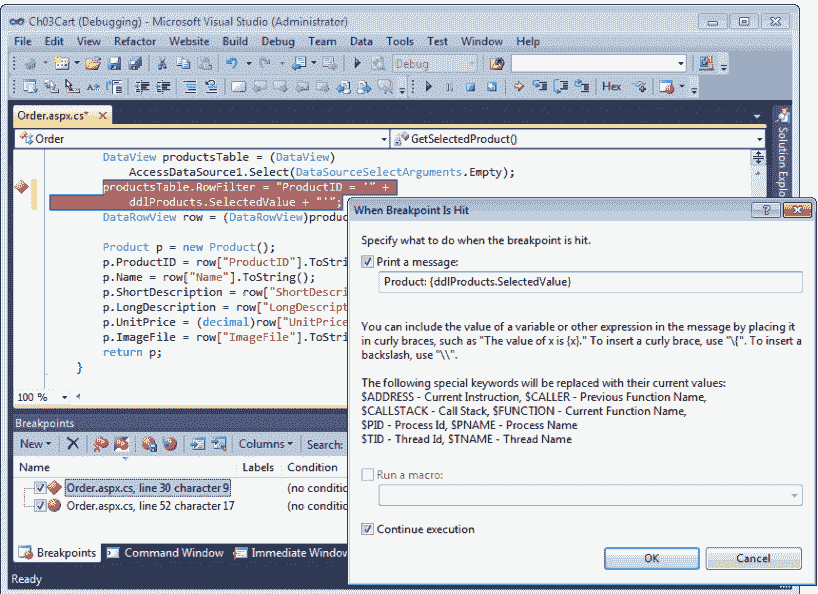 Ch03Cart (Debugging) - Microsoft Visual Studio (Administrator)
File Edit View Refactor Website Build Debug Team Data Tools Test Window Help
Debug
Hex
Order.aspx.cs*
Order
GetSelectedProduct()
Solution Explo
DataView productsTable = (DataView)
AccessDataSource1.Select(DataSourceSelectArguments.Empty);
productsTable.RowFilter = "ProductID = '" +
ddlProducts.SelectedValue + "'";
DataRowView row = (DataRowView)produc
Product p = new Product();
p.ProductID = row["ProductID"].ToStri
p.Name = row["Name"].ToString();
p.ShortDescription = row["ShortDescri
p.LongDescription = row["LongDescript
p.UnitPrice = (decimal)row["UnitPrice
p.ImageFile = row["ImageFile"].ToStri
return p;
}
100 %
When Breakpoint Is Hit
Specify what to do when the breakpoint is hit.
Print a message:
Product: {ddlProducts.SelectedValue}
You can include the value of a variable or other expression in the message by placing it
in curly braces, such as "The value of x is {x}." To insert a curly brace, use "\{". To insert a
backslash, use "\\".
The following special keywords will be replaced with their current values:
$ADDRESS - Current Instruction, $CALLER - Previous Function Name,
$CALLSTACK - Call Stack, $FUNCTION - Current Function Name,
$PID - Process Id, $PNAME - Process Name
$TID - Thread Id, $TNAME - Thread Name
Run a macro:
Continue execution
OK Cancel
Breakpoints
New Columns Search:
Name Labels Condition
Order.aspx.cs, line 30 character 9 (no conditio
Order.aspx.cs, line 52 character 17 (no conditio
Breakpoints Command Window Immediate Window
Ready